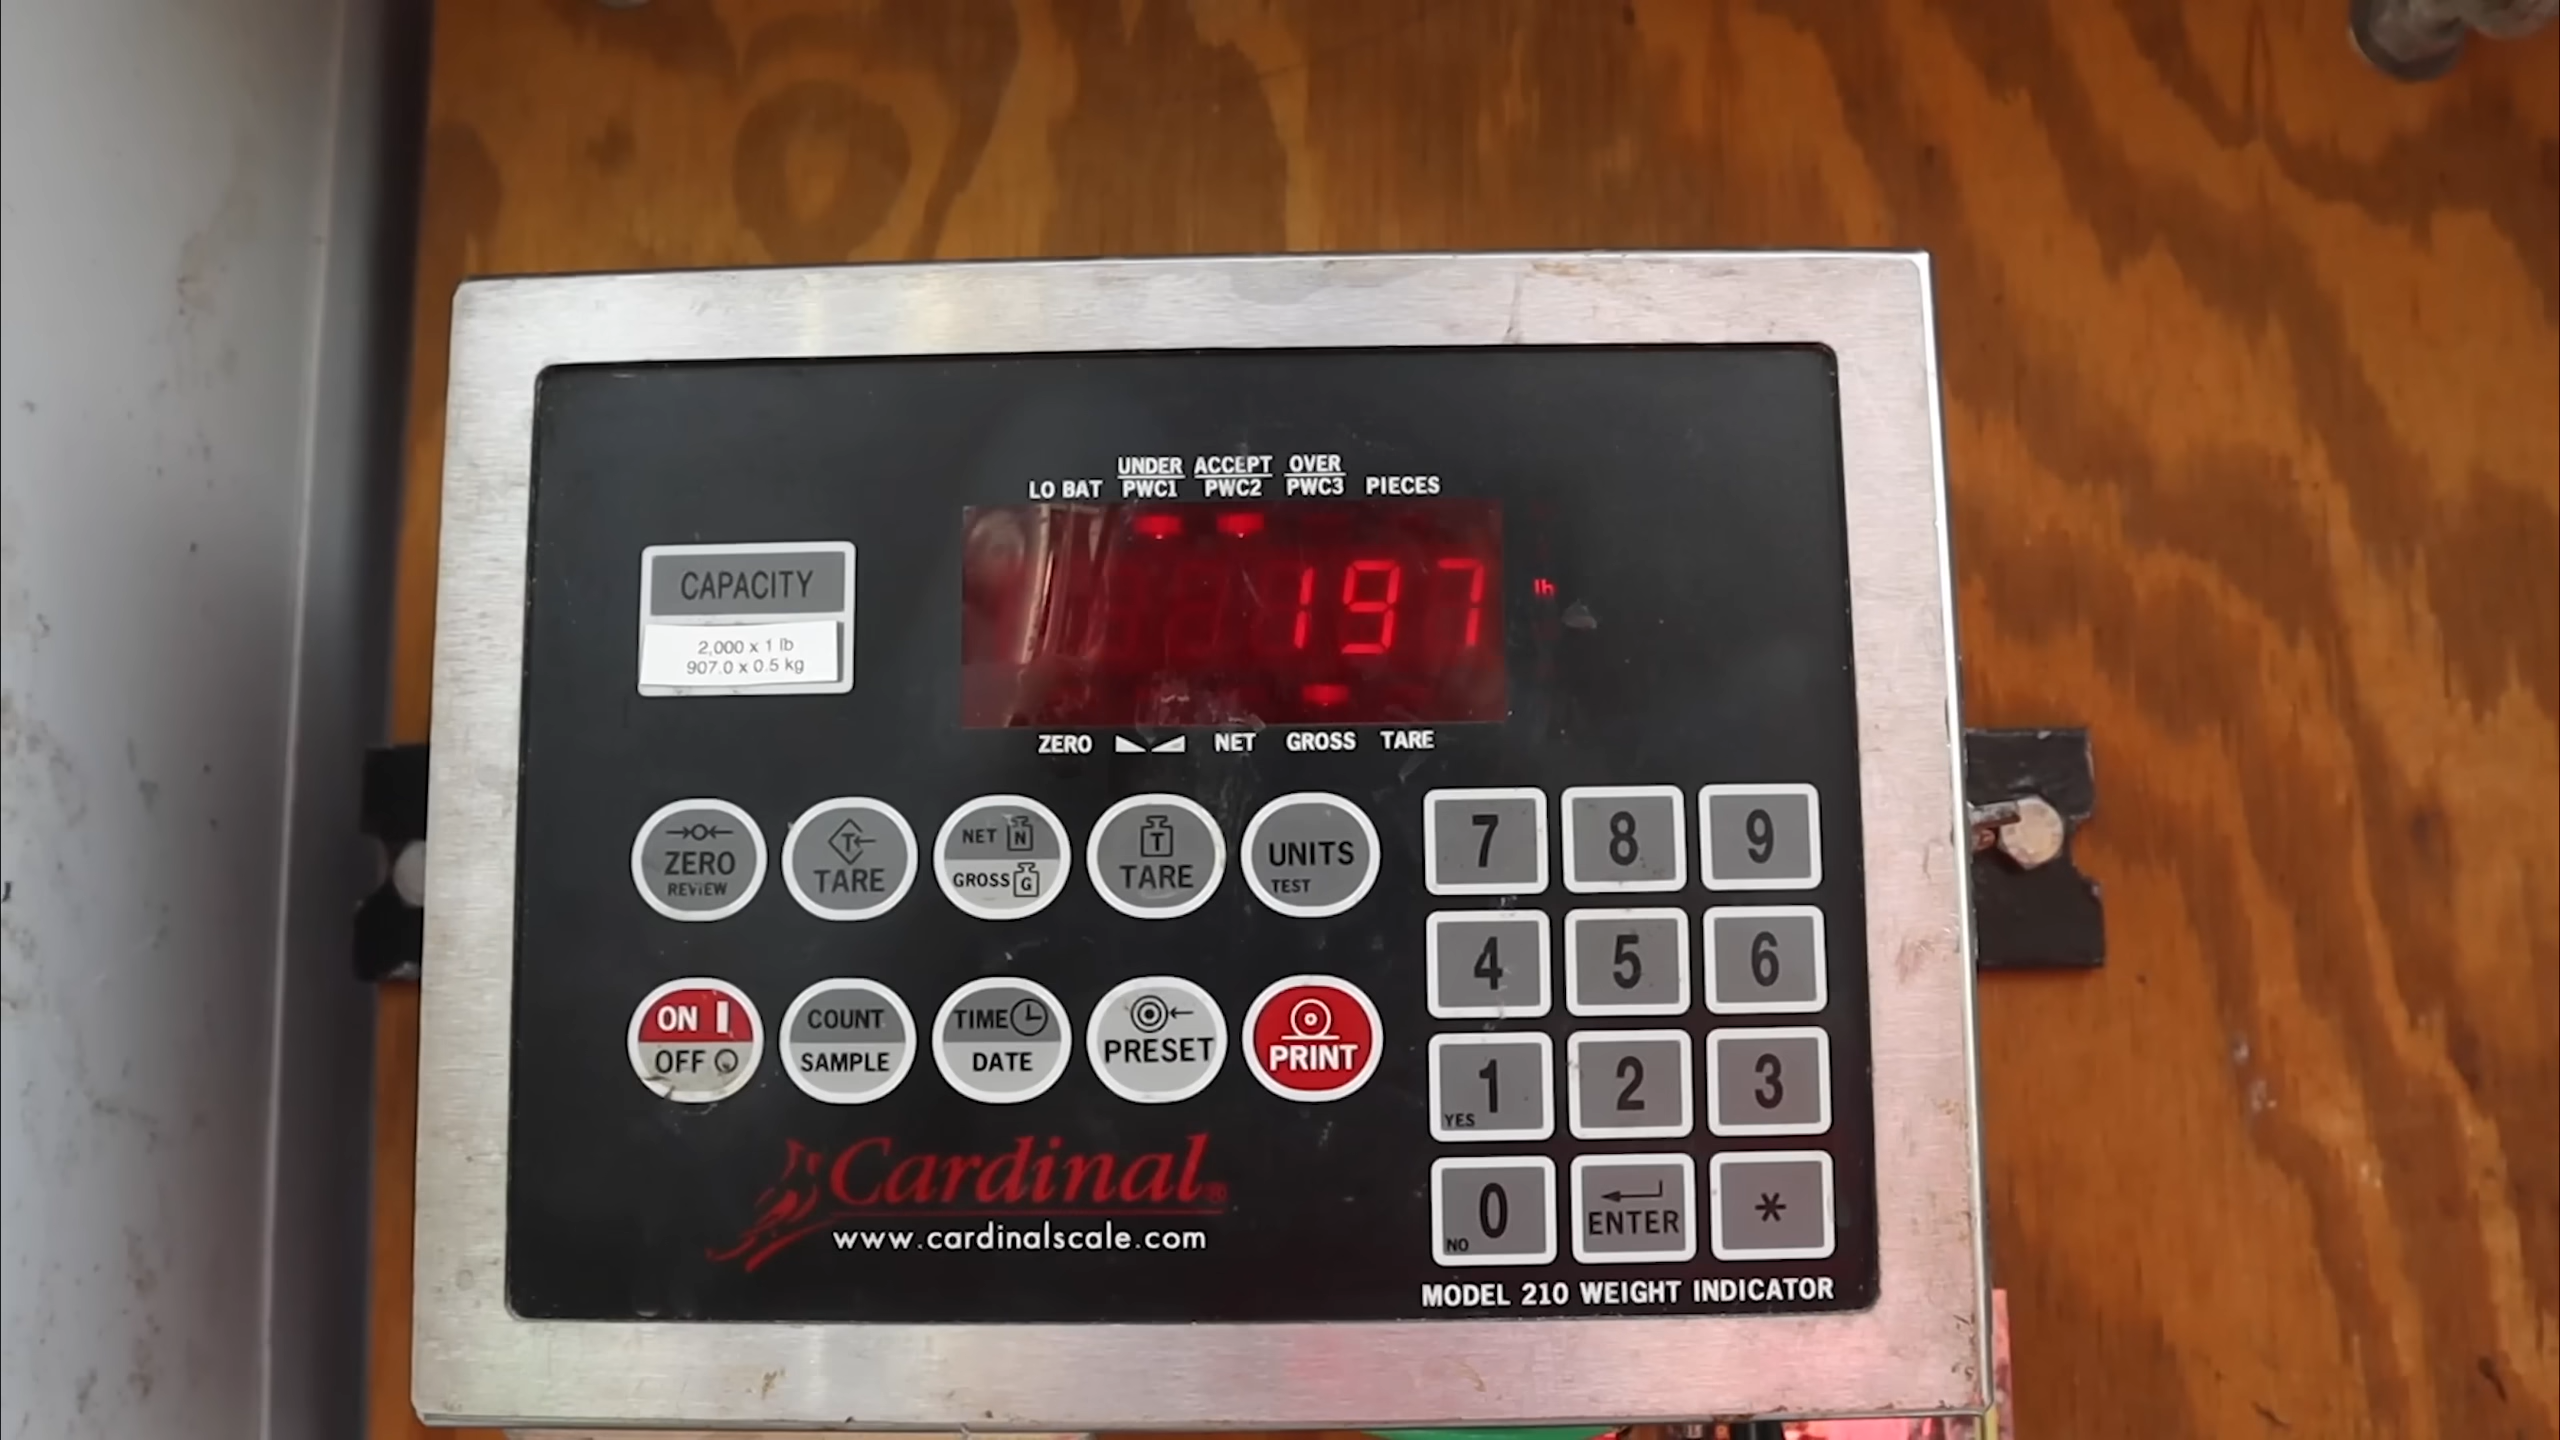 UNDER ACCEPT OVER
LO BAT PWC1 PWC2 PWC3 PIECES
CAPACITY
2,000 x 1 lb
907.0 x 0.5 kg
197 lb
ZERO NET GROSS TARE
ZERO
REVIEW
T
TARE
NET N
GROSS G
T
TARE
UNITS
TEST
7 8 9
4 5 6
ON
OFF
COUNT
SAMPLE
TIME
DATE
PRESET
PRINT
1 YES 2 3
0 NO ENTER *
Cardinal®
www.cardinalscale.com
MODEL 210 WEIGHT INDICATOR